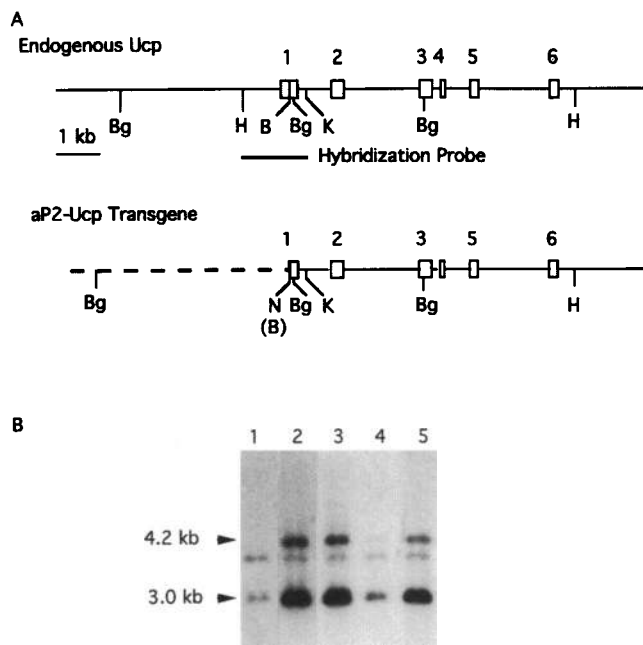 A
Endogenous Ucp
1 2 3 4 5 6
Bg H B Bg K Bg H
1 kb
Hybridization Probe
aP2-Ucp Transgene
1 2 3 4 5 6
Bg N Bg K Bg H
(B)
B
1 2 3 4 5
4.2 kb
3.0 kb